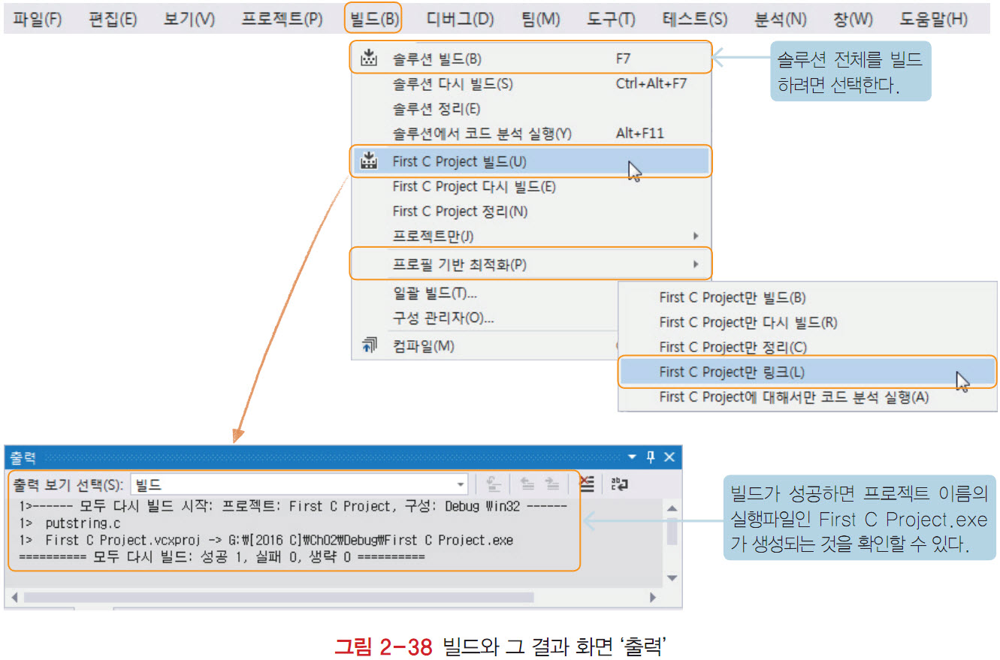 파일(F) 편집(E) 보기(V) 프로젝트(P) 빌드(B) 디버그(D) 팀(M) 도구(T) 테스트(S) 분석(N) 창(W) 도움말(H)
솔루션 빌드(B) F7
솔루션 다시 빌드(S) Ctrl+Alt+F7
솔루션 정리(E)
솔루션에서 코드 분석 실행(Y) Alt+F11
First C Project 빌드(U)
First C Project 다시 빌드(E)
First C Project 정리(N)
프로젝트만(J)
프로필 기반 최적화(P)
일괄 빌드(T)...
구성 관리자(O)...
컴파일(M)
솔루션 전체를 빌드
하려면 선택한다.
First C Project만 빌드(B)
First C Project만 다시 빌드(R)
First C Project만 정리(C)
First C Project만 링크(L)
First C Project에 대해서만 코드 분석 실행(A)
출력
출력 보기 선택(S): 빌드
1>------ 모두 다시 빌드 시작: 프로젝트: First C Project, 구성: Debug Win32 ------
1> putstring.c
1> First C Project.vcxproj -> G:₩[2016 C]₩Ch02₩Debug₩First C Project.exe
========== 모두 다시 빌드: 성공 1, 실패 0, 생략 0 ==========
빌드가 성공하면 프로젝트 이름의
실행파일인 First C Project.exe
가 생성되는 것을 확인할 수 있다.
그림 2-38 빌드와 그 결과 화면 ‘출력’